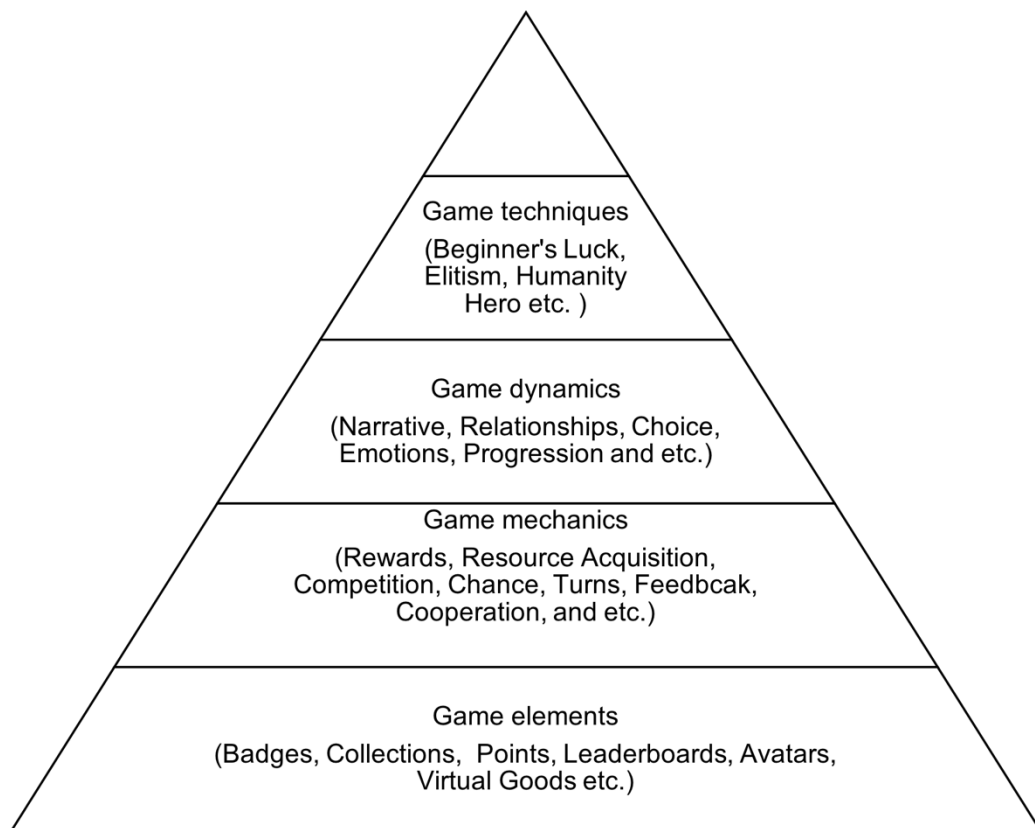 Game techniques
(Beginner's Luck,
Elitism, Humanity
Hero etc. )
Game dynamics
(Narrative, Relationships, Choice,
Emotions, Progression and etc.)
Game mechanics
(Rewards, Resource Acquisition,
Competition, Chance, Turns, Feedbcak,
Cooperation, and etc.)
Game elements
(Badges, Collections,  Points, Leaderboards, Avatars,
Virtual Goods etc.)